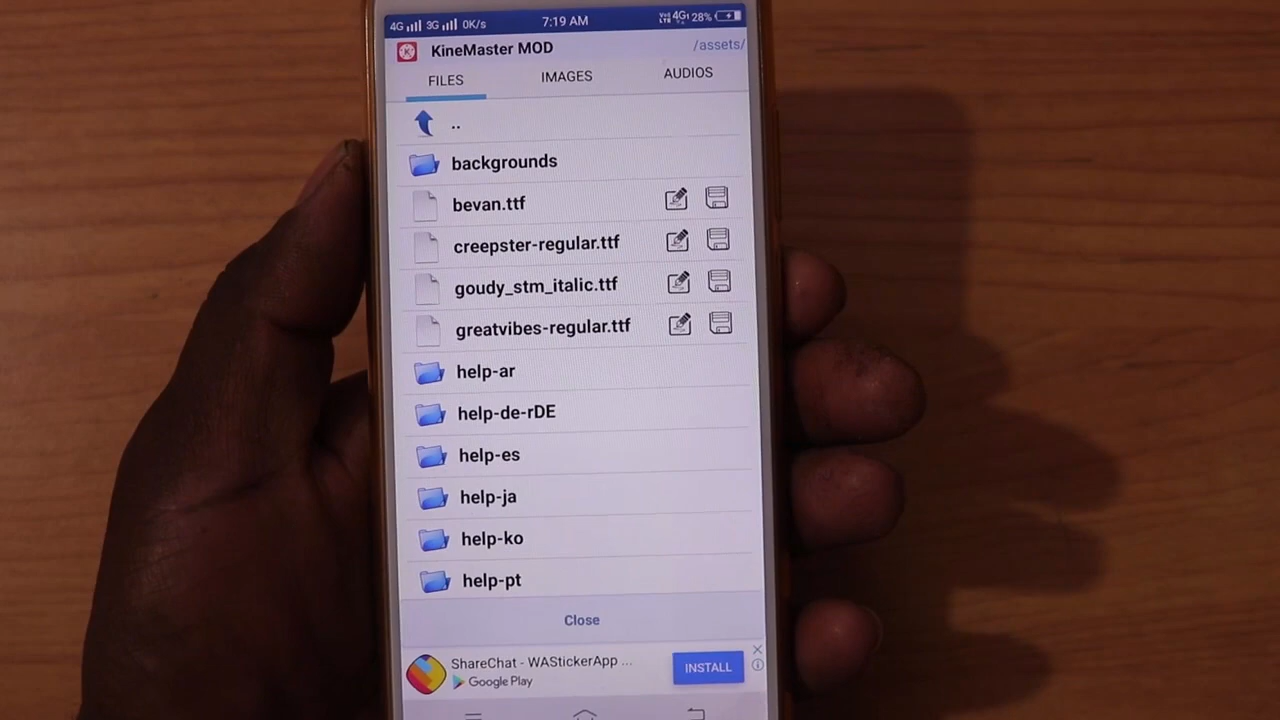 4G 3G 0K/s 7:19 AM VoLTE 4G 28%
KineMaster MOD /assets/
FILES IMAGES AUDIOS
..
backgrounds
bevan.ttf
creepster-regular.ttf
goudy_stm_italic.ttf
greatvibes-regular.ttf
help-ar
help-de-rDE
help-es
help-ja
help-ko
help-pt
Close
ShareChat - WAStickerApp ...
Google Play
INSTALL